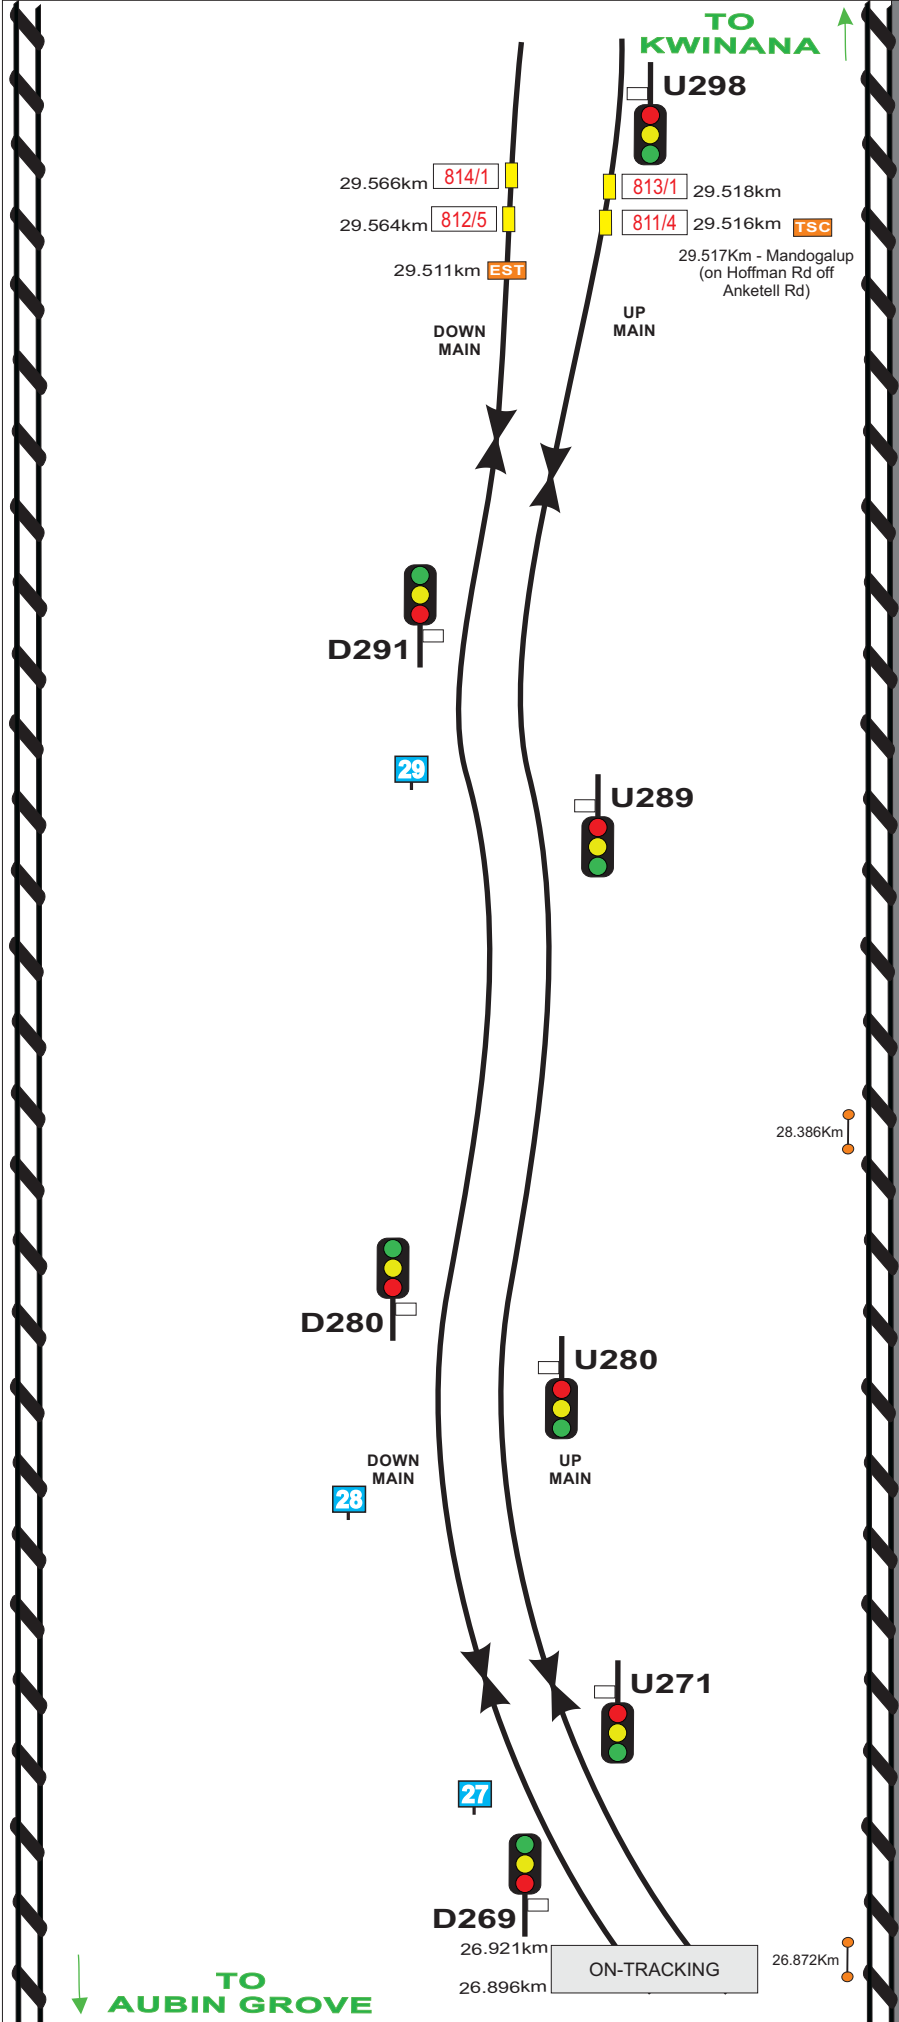 TO
KWINANA
U298
29.566km 814/1
813/1 29.518km
29.564km 812/5
811/4 29.516km TSC
29.517Km - Mandogalup
(on Hoffman Rd off
Anketell Rd)
29.511km EST
DOWN
MAIN
UP
MAIN
D291
29
U289
28.386Km
D280
U280
DOWN
MAIN
UP
MAIN
28
U271
27
D269
26.921km
ON-TRACKING
26.896km
26.872Km
TO
AUBIN GROVE